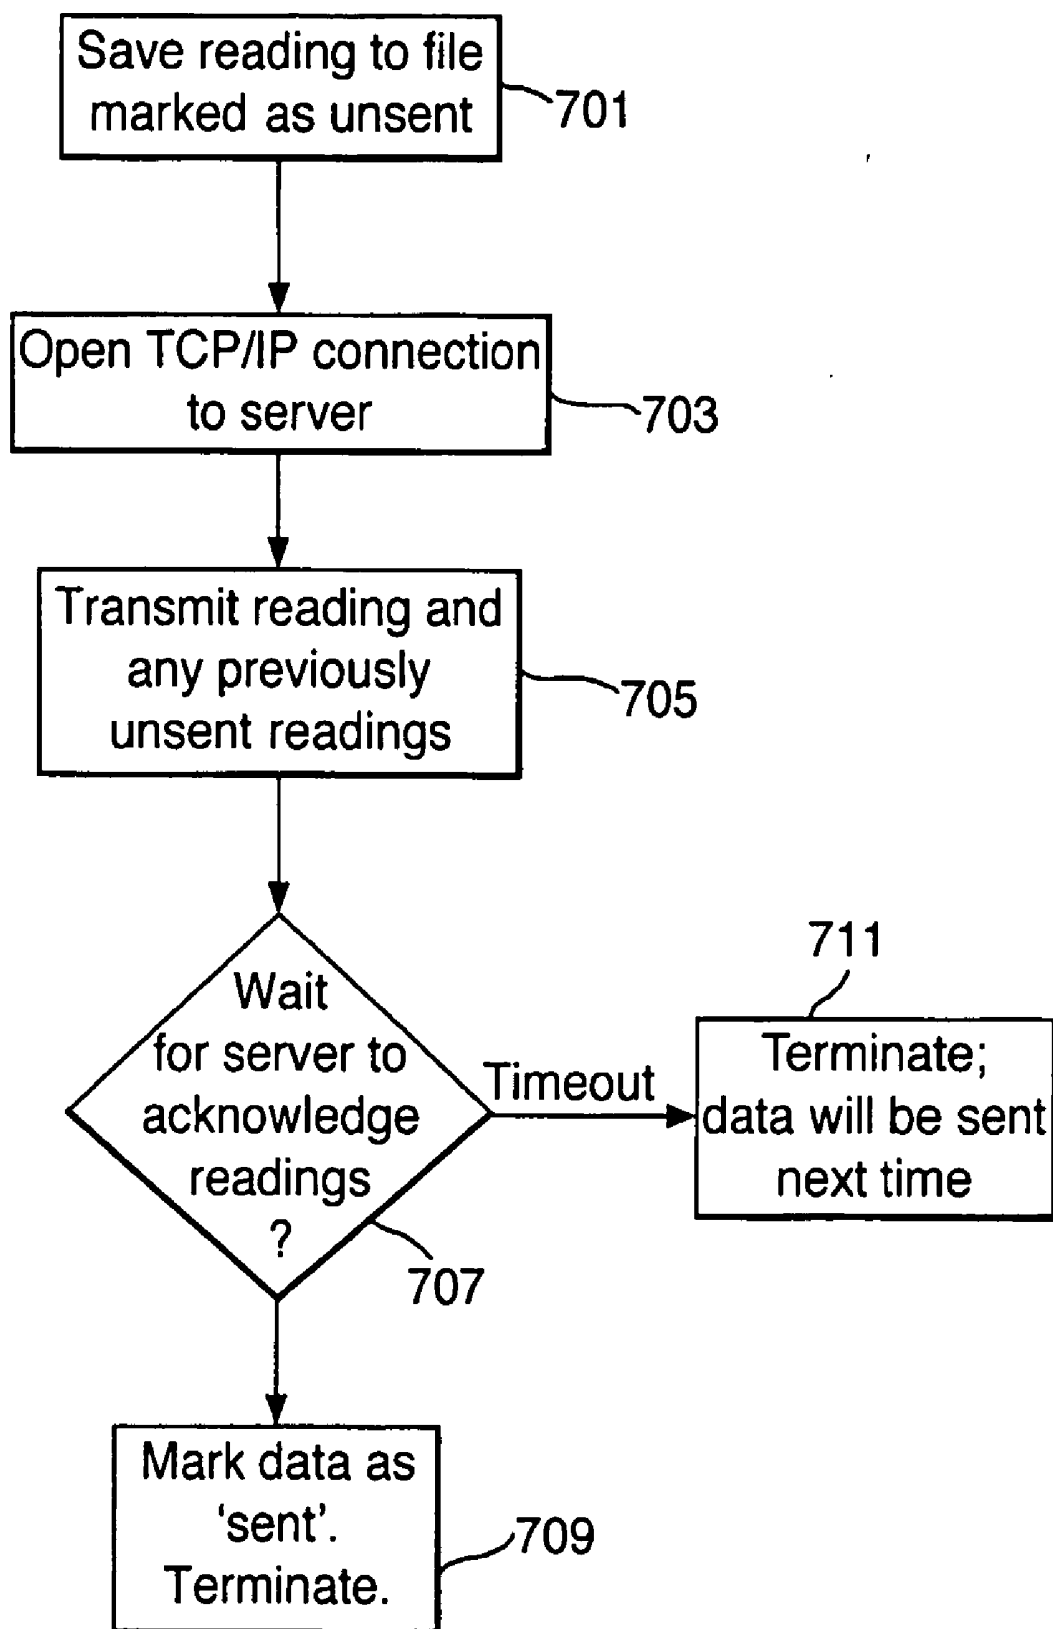 Save reading to file
marked as unsent
701
Open TCP/IP connection
to server
703
Transmit reading and
any previously
unsent readings
705
Wait
for server to
acknowledge
readings
?
707
Timeout
711
Terminate;
data will be sent
next time
Mark data as
‘sent’.
Terminate.
709